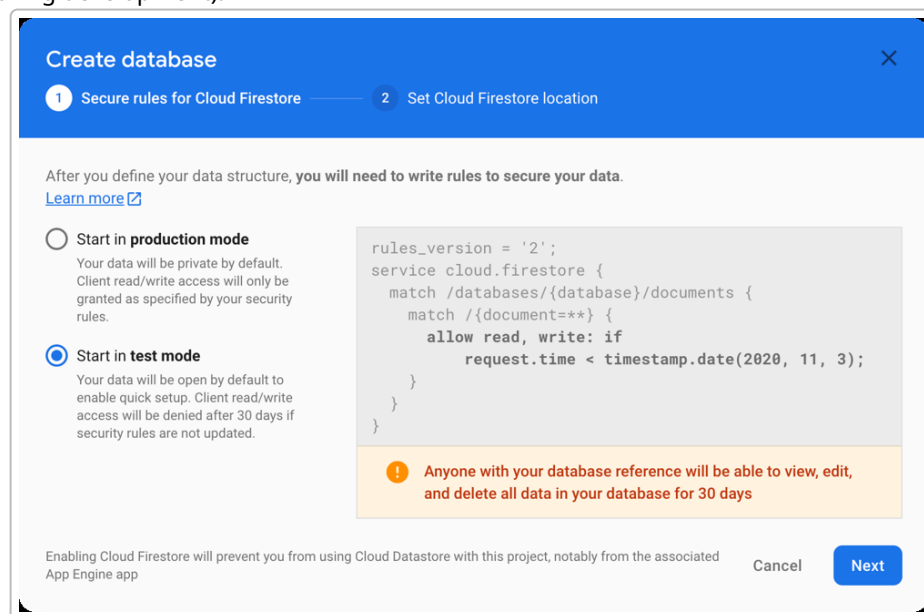 Create database
1 Secure rules for Cloud Firestore
2 Set Cloud Firestore location
After you define your data structure, you will need to write rules to secure your data.
Learn more
Start in production mode
Your data will be private by default.
Client read/write access will only be
granted as specified by your security
rules.
Start in test mode
Your data will be open by default to
enable quick setup. Client read/write
access will be denied after 30 days if
security rules are not updated.
rules_version = '2';
service cloud.firestore {
match /databases/{database}/documents {
match /{document=**} {
allow read, write: if
request.time < timestamp.date(2020, 11, 3);
}
}
}
Anyone with your database reference will be able to view, edit,
and delete all data in your database for 30 days
Enabling Cloud Firestore will prevent you from using Cloud Datastore with this project, notably from the associated
App Engine app
Cancel
Next